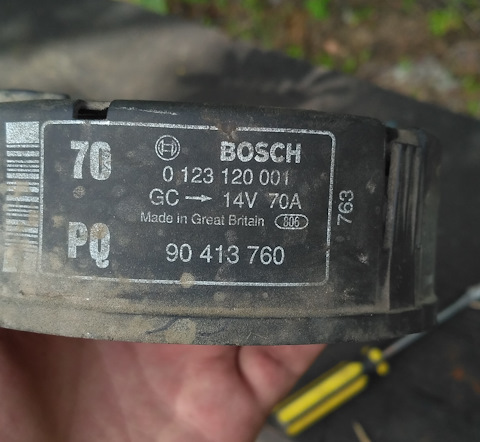 70
BOSCH
0 123 120 001
GC → 14V 70A
Made in Great Britain 806
PQ
90 413 760
763